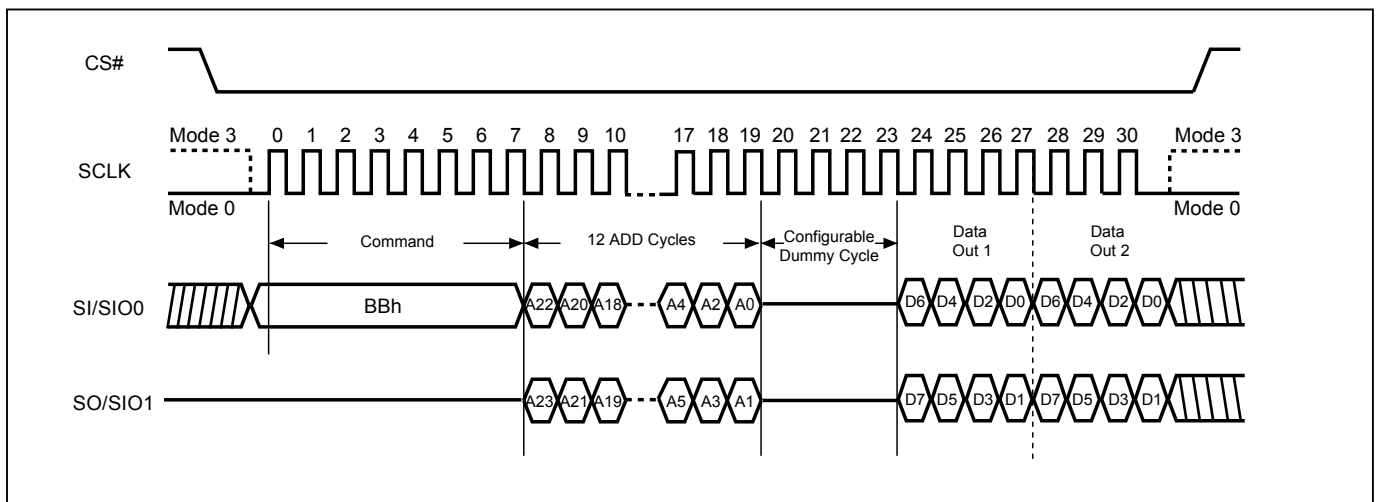 CS#
Mode 3 0 1 2 3 4 5 6 7 8 9 10 17 18 19 20 21 22 23 24 25 26 27 28 29 30 Mode 3
SCLK
Mode 0 Mode 0
Command 12 ADD Cycles Configurable Dummy Cycle Data Out 1 Data Out 2
SI/SIO0 BBh A22 A20 A18 A4 A2 A0 D6 D4 D2 D0 D6 D4 D2 D0
SO/SIO1 A23 A21 A19 A5 A3 A1 D7 D5 D3 D1 D7 D5 D3 D1